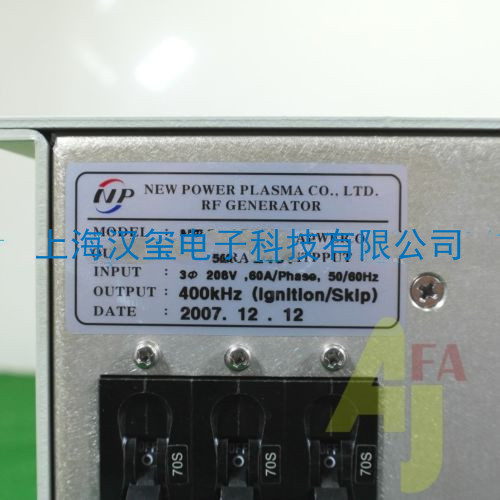 NP
NEW POWER PLASMA CO., LTD.
RF GENERATOR
MODEL
上海汉玺电子科技有限公司
INPUT : 3Φ 208V ,60A/Phase, 50/60Hz
OUTPUT : 400kHz (Ignition/Skip)
DATE : 2007. 12 . 12
AJ
FA
70S
70S
70S